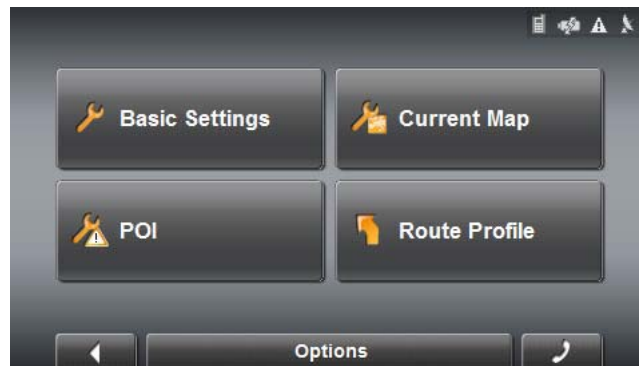 Basic Settings
Current Map
POI
Route Profile
Options